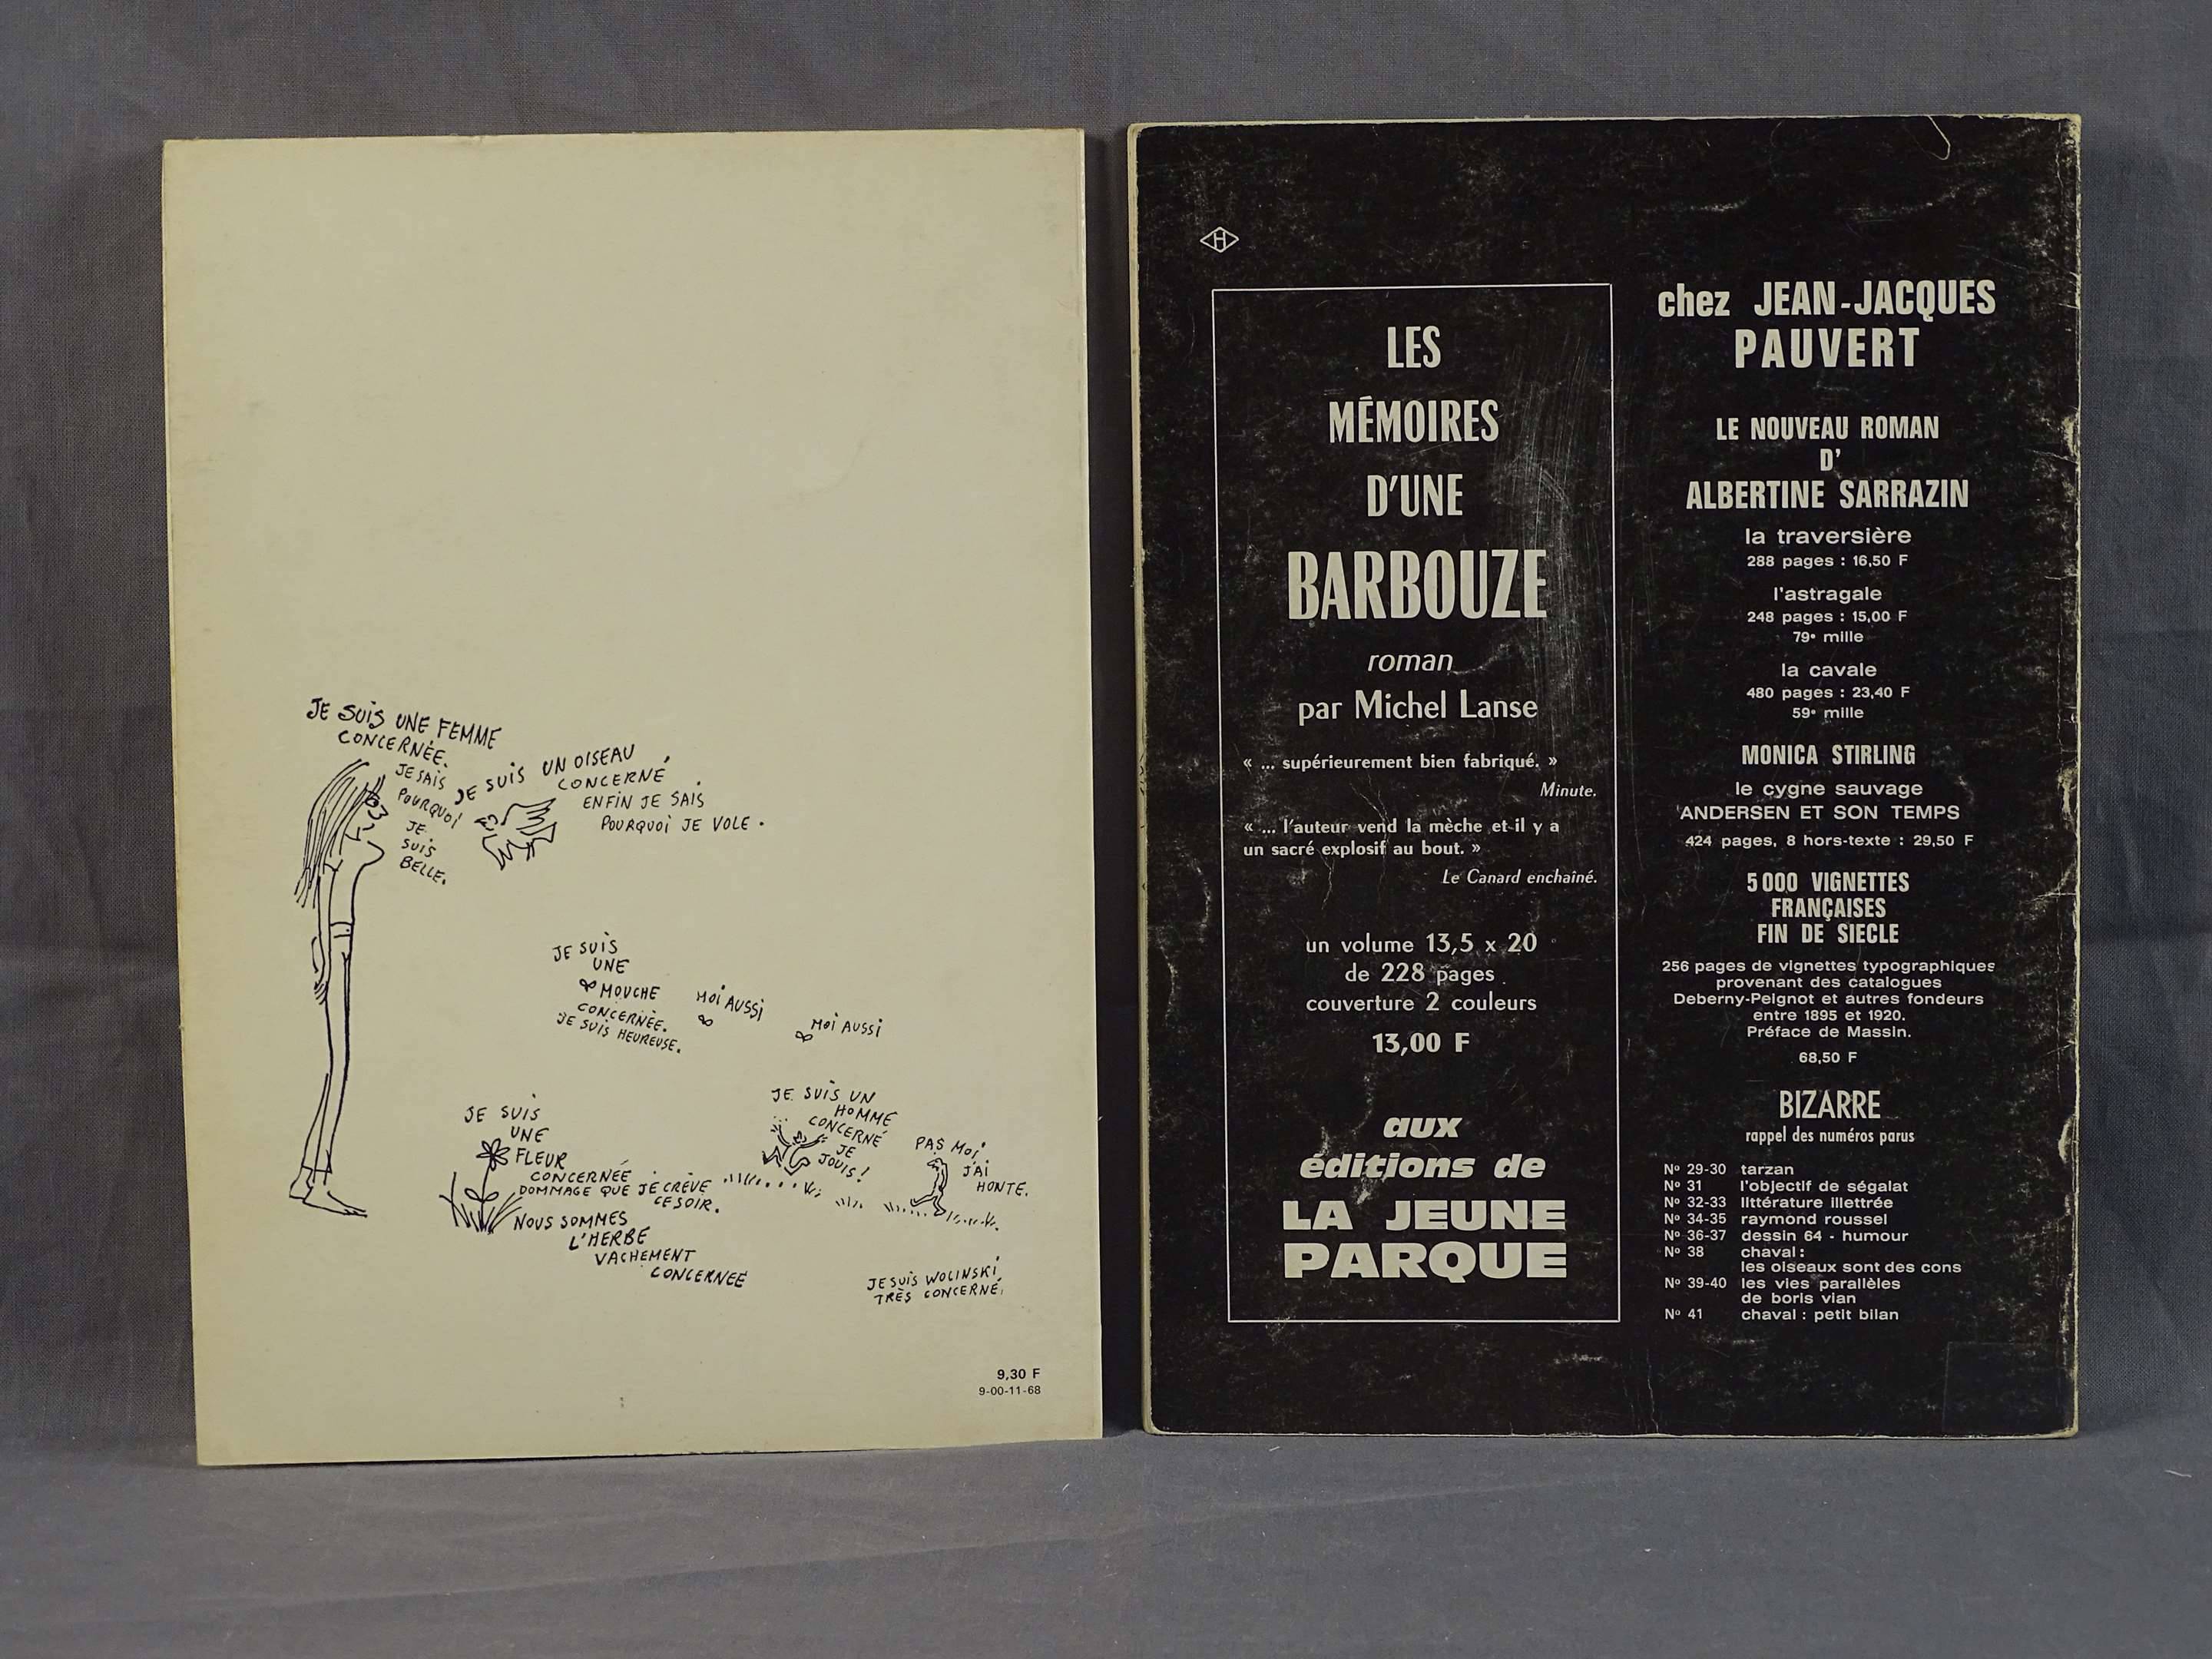 JE SUIS UNE FEMME
CONCERNÉE.
JE SAIS
POURQUOI
JE
SUIS
BELLE.
JE SUIS UN OISEAU
CONCERNÉ.
ENFIN JE SAIS
POURQUOI JE VOLE.
JE SUIS
UNE
MOUCHE
CONCERNÉE.
JE SUIS HEUREUSE.
MOI AUSSI
MOI AUSSI
JE SUIS
UNE
FLEUR
CONCERNÉE
DOMMAGE QUE JE CRÈVE
CE SOIR.
NOUS SOMMES
L'HERBE
VACHEMENT
CONCERNEE
JE SUIS UN
HOMME
CONCERNÉ
JE
JOUIS!
PAS MOI.
J'AI
HONTE.
JE SUIS WOLINSKI
TRÈS CONCERNÉ.
9,30 F
9-00-11-68
H
LES
MÉMOIRES
D'UNE
BARBOUZE
roman
par Michel Lanse
« ... supérieurement bien fabriqué. »
Minute.
« ... l'auteur vend la mèche et il y a
un sacré explosif au bout. »
Le Canard enchaîné.
un volume 13,5 x 20
de 228 pages
couverture 2 couleurs
13,00 F
aux
éditions de
LA JEUNE
PARQUE
chez JEAN-JACQUES
PAUVERT
LE NOUVEAU ROMAN
D'
ALBERTINE SARRAZIN
la traversière
288 pages : 16,50 F
l'astragale
248 pages : 15,00 F
79e mille
la cavale
480 pages : 23,40 F
59e mille
MONICA STIRLING
le cygne sauvage
ANDERSEN ET SON TEMPS
424 pages, 8 hors-texte : 29,50 F
5 000 VIGNETTES
FRANÇAISES
FIN DE SIECLE
256 pages de vignettes typographiques
provenant des catalogues
Deberny-Peignot et autres fondeurs
entre 1895 et 1920.
Préface de Massin.
68,50 F
BIZARRE
rappel des numéros parus
No 29-30 tarzan
No 31 l'objectif de ségalat
No 32-33 littérature illettrée
No 34-35 raymond roussel
No 36-37 dessin 64 - humour
No 38 chaval :
les oiseaux sont des cons
No 39-40 les vies parallèles
de boris vian
No 41 chaval : petit bilan